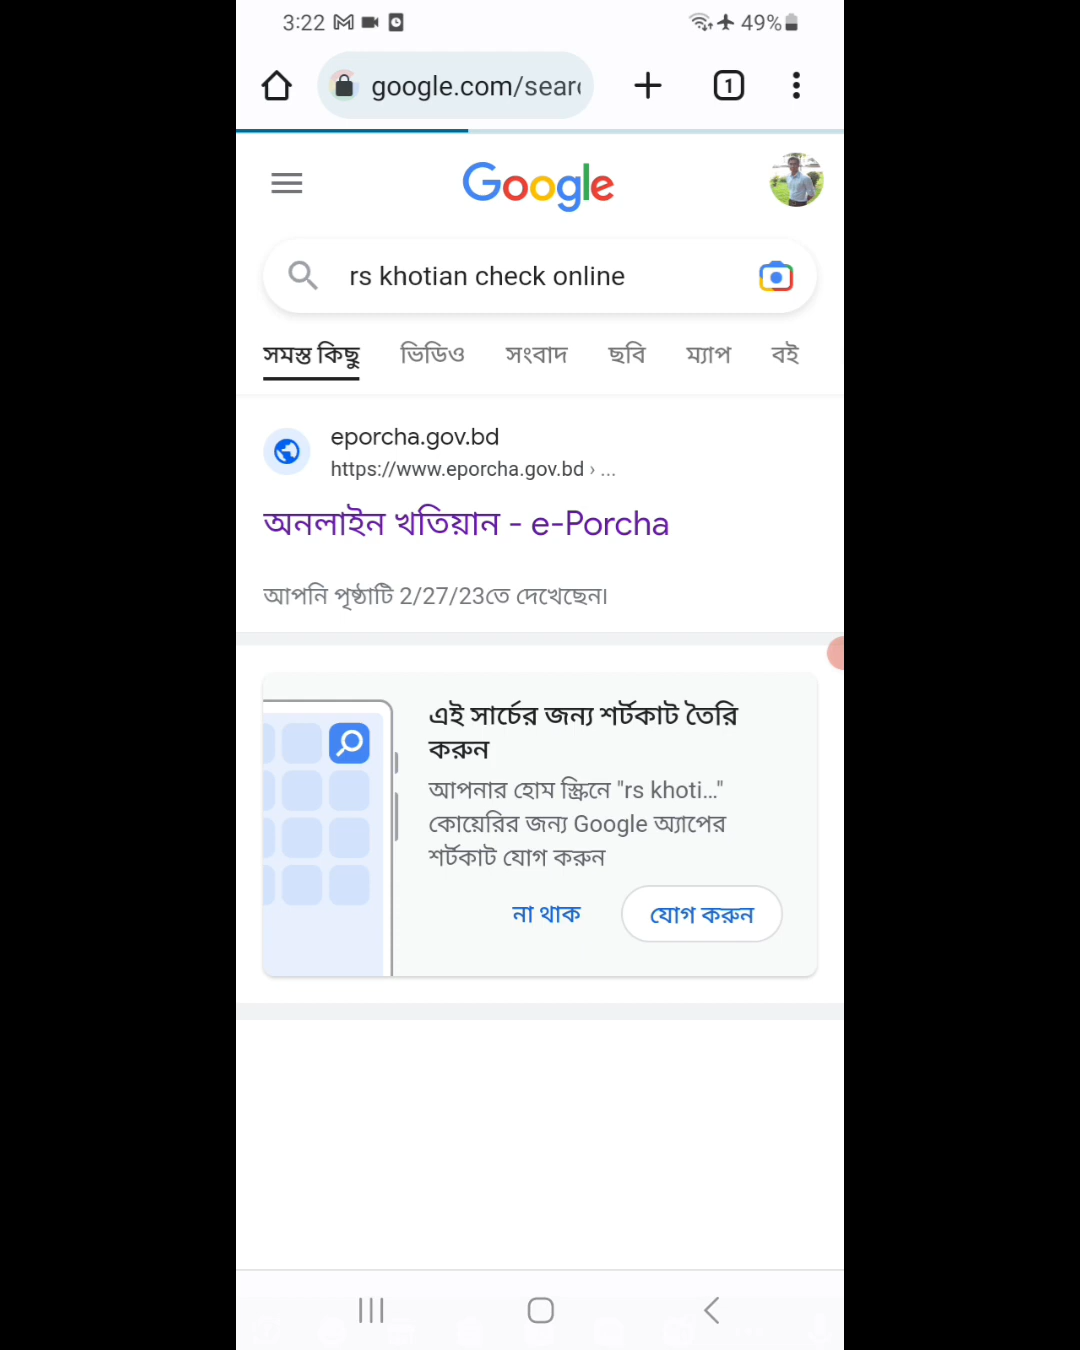 3:22 49%
google.com/sear
1
Google
rs khotian check online
সমস্ত কিছু ভিডিও সংবাদ ছবি ম্যাপ বই
eporcha.gov.bd
https://www.eporcha.gov.bd › ...
অনলাইন খতিয়ান - e-Porcha
আপনি পৃষ্ঠাটি 2/27/23তে দেখেছেন।
এই সার্চের জন্য শর্টকাট তৈরি
করুন
আপনার হোম স্ক্রিনে "rs khoti..."
কোয়েরির জন্য Google অ্যাপের
শর্টকাট যোগ করুন
না থাক যোগ করুন